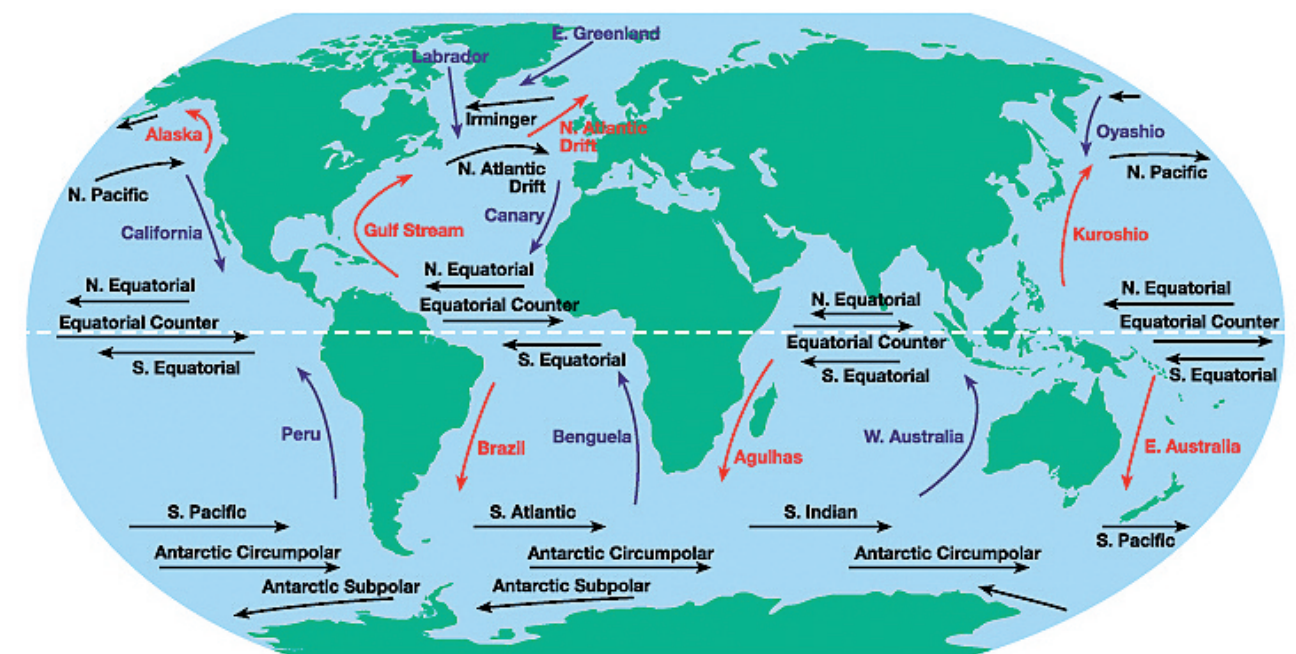 E. Greenland
Labrador
Irminger
Alaska
N. Atlantic
Drift
Oyashio
N. Atlantic
Drift
N. Pacific
N. Pacific
Canary
California
Gulf Stream
Kuroshio
N. Equatorial
N. Equatorial
N. Equatorial
N. Equatorial
Equatorial Counter
Equatorial Counter
Equatorial Counter
Equatorial Counter
S. Equatorial
S. Equatorial
S. Equatorial
S. Equatorial
Peru
Brazil
Benguela
Agulhas
W. Australia
E. Australia
S. Pacific
S. Atlantic
S. Indian
S. Pacific
Antarctic Circumpolar
Antarctic Circumpolar
Antarctic Circumpolar
Antarctic Subpolar
Antarctic Subpolar